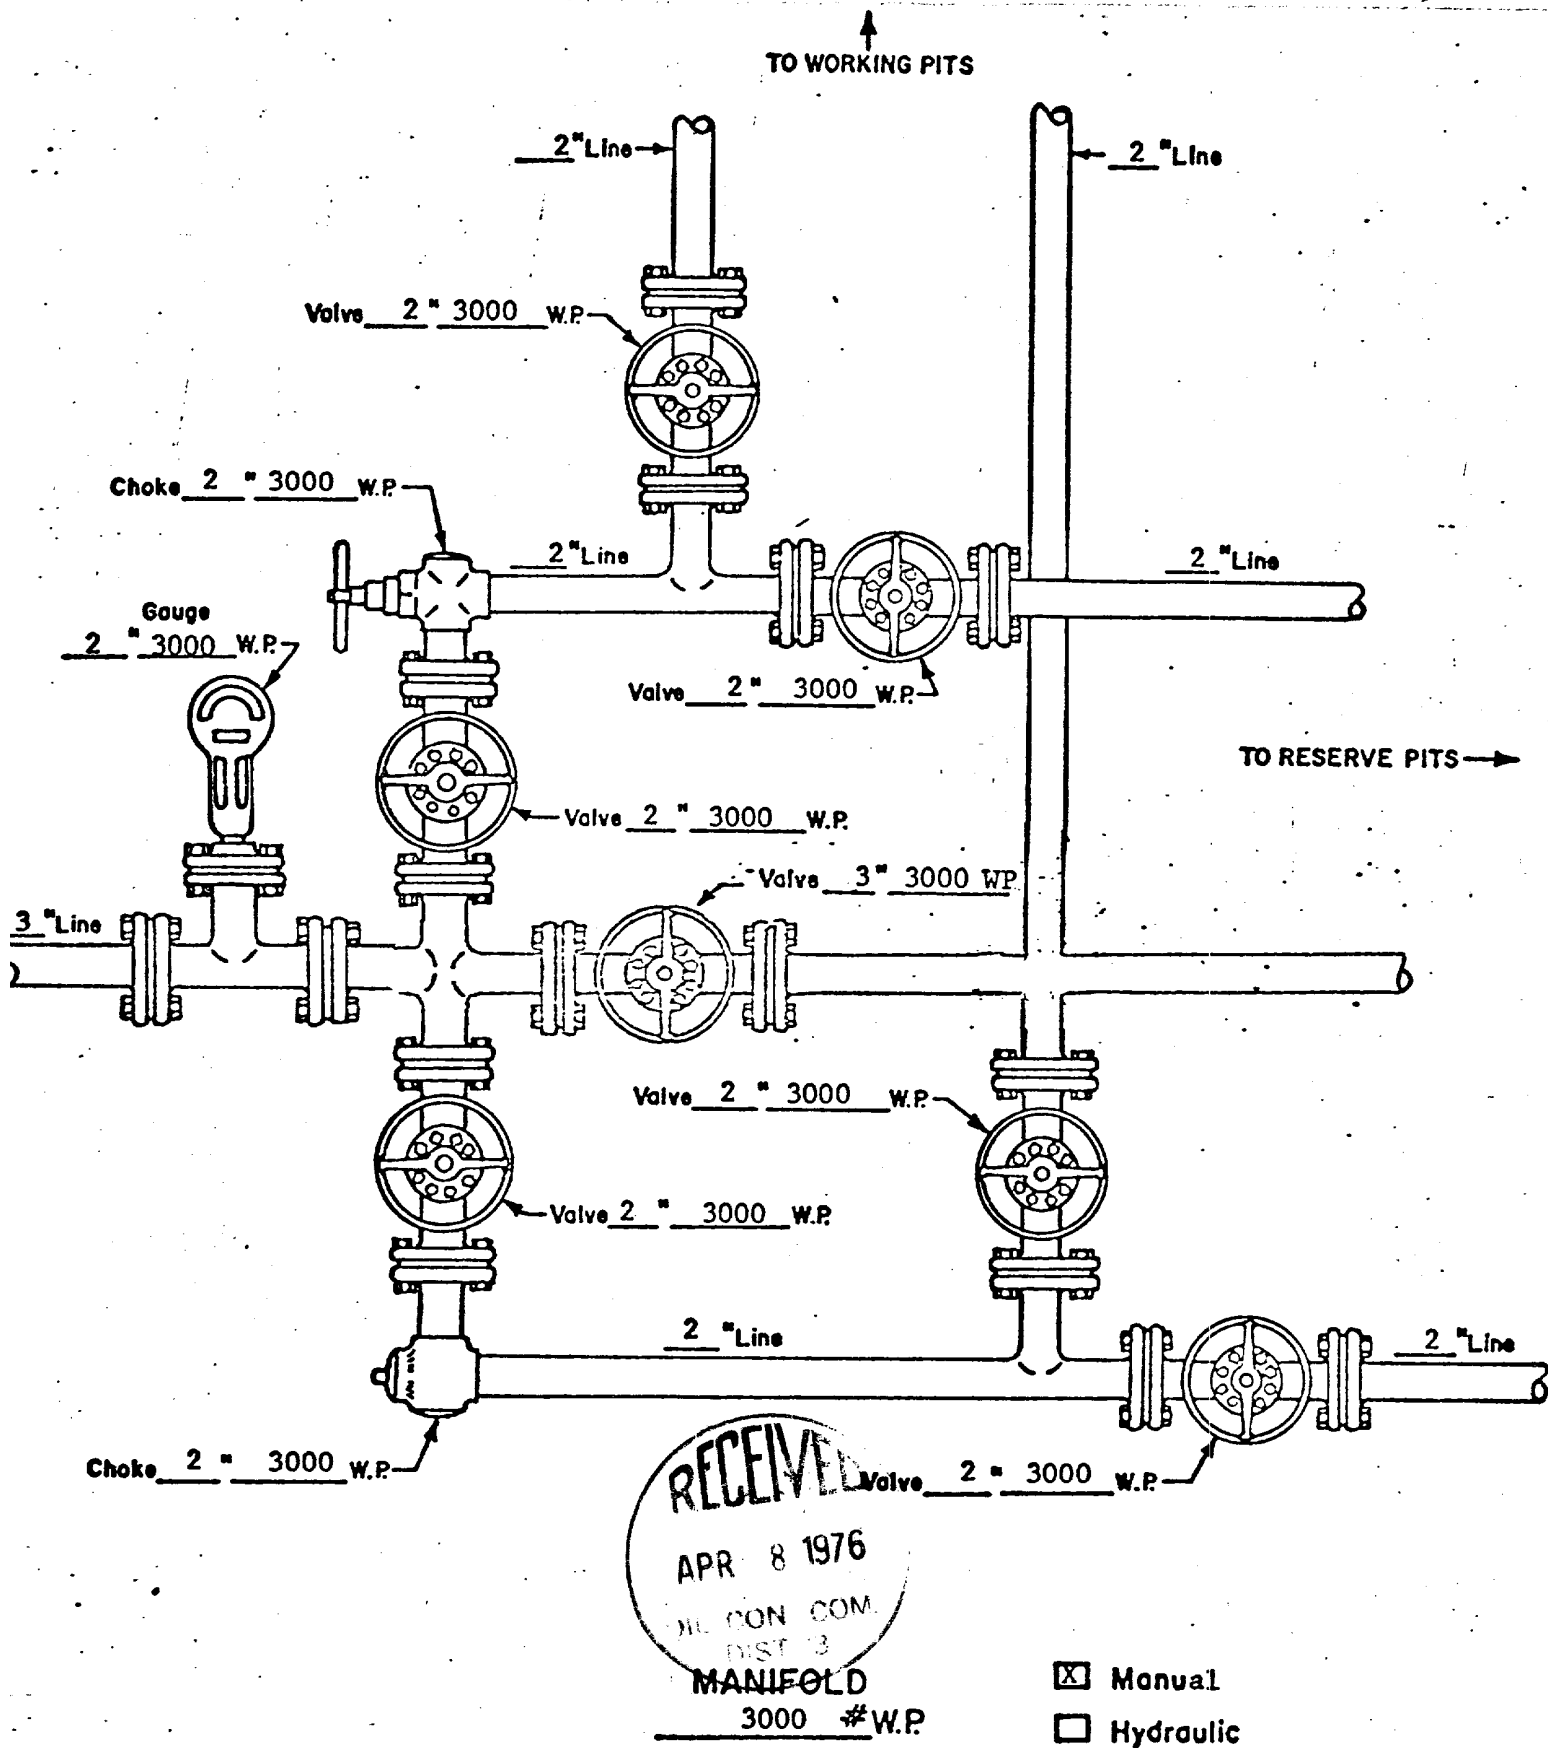 TO WORKING PITS
2 "Line
2 "Line
Valve 2 " 3000 W.P.
Choke 2 " 3000 W.P.
2 "Line
2 "Line
Gauge
2 " 3000 W.P.
Valve 2 " 3000 W.P.
TO RESERVE PITS
Valve 2 " 3000 W.P.
Valve 3" 3000 WP
3 "Line
Valve 2 " 3000 W.P.
Valve 2 " 3000 W.P.
2 "Line
2 "Line
Choke 2 " 3000 W.P.
Valve 2 " 3000 W.P.
RECEIVED
APR 8 1976
OIL CON COM.
DIST 3
MANIFOLD
3000 # W.P.
X Manual
Hydraulic